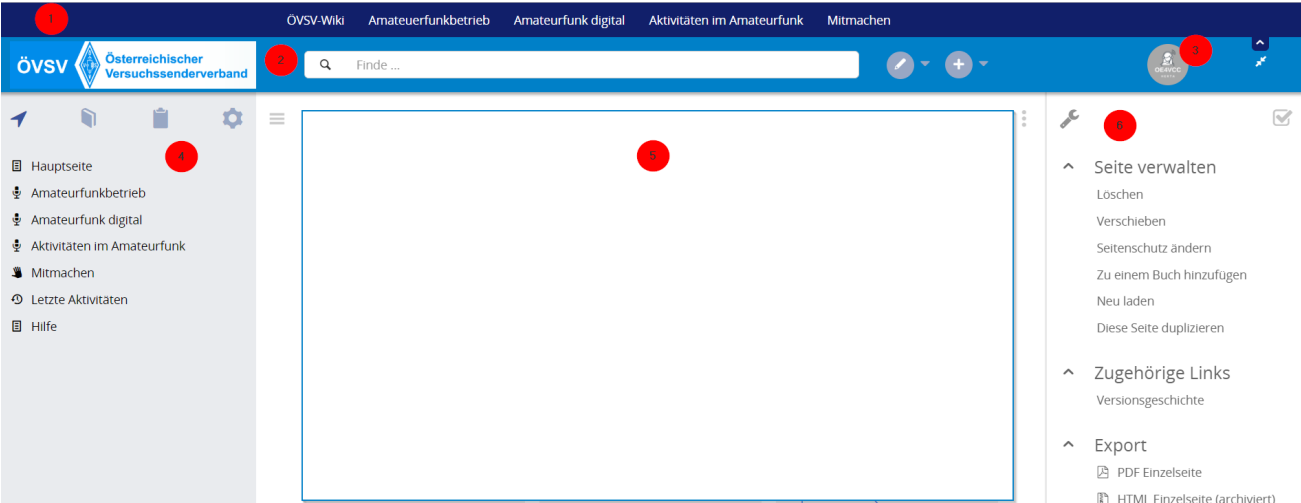 1
ÖVSV-Wiki Amateuerfunkbetrieb Amateurfunk digital Aktivitäten im Amateurfunk Mitmachen
ÖVSV
Österreichischer
Versuchssenderverband
2
Finde ...
OE4VCC
3
4
Hauptseite
Amateurfunkbetrieb
Amateurfunk digital
Aktivitäten im Amateurfunk
Mitmachen
Letzte Aktivitäten
Hilfe
5
6
Seite verwalten
Löschen
Verschieben
Seitenschutz ändern
Zu einem Buch hinzufügen
Neu laden
Diese Seite duplizieren
Zugehörige Links
Versionsgeschichte
Export
PDF Einzelseite
HTML Einzelseite (archiviert)